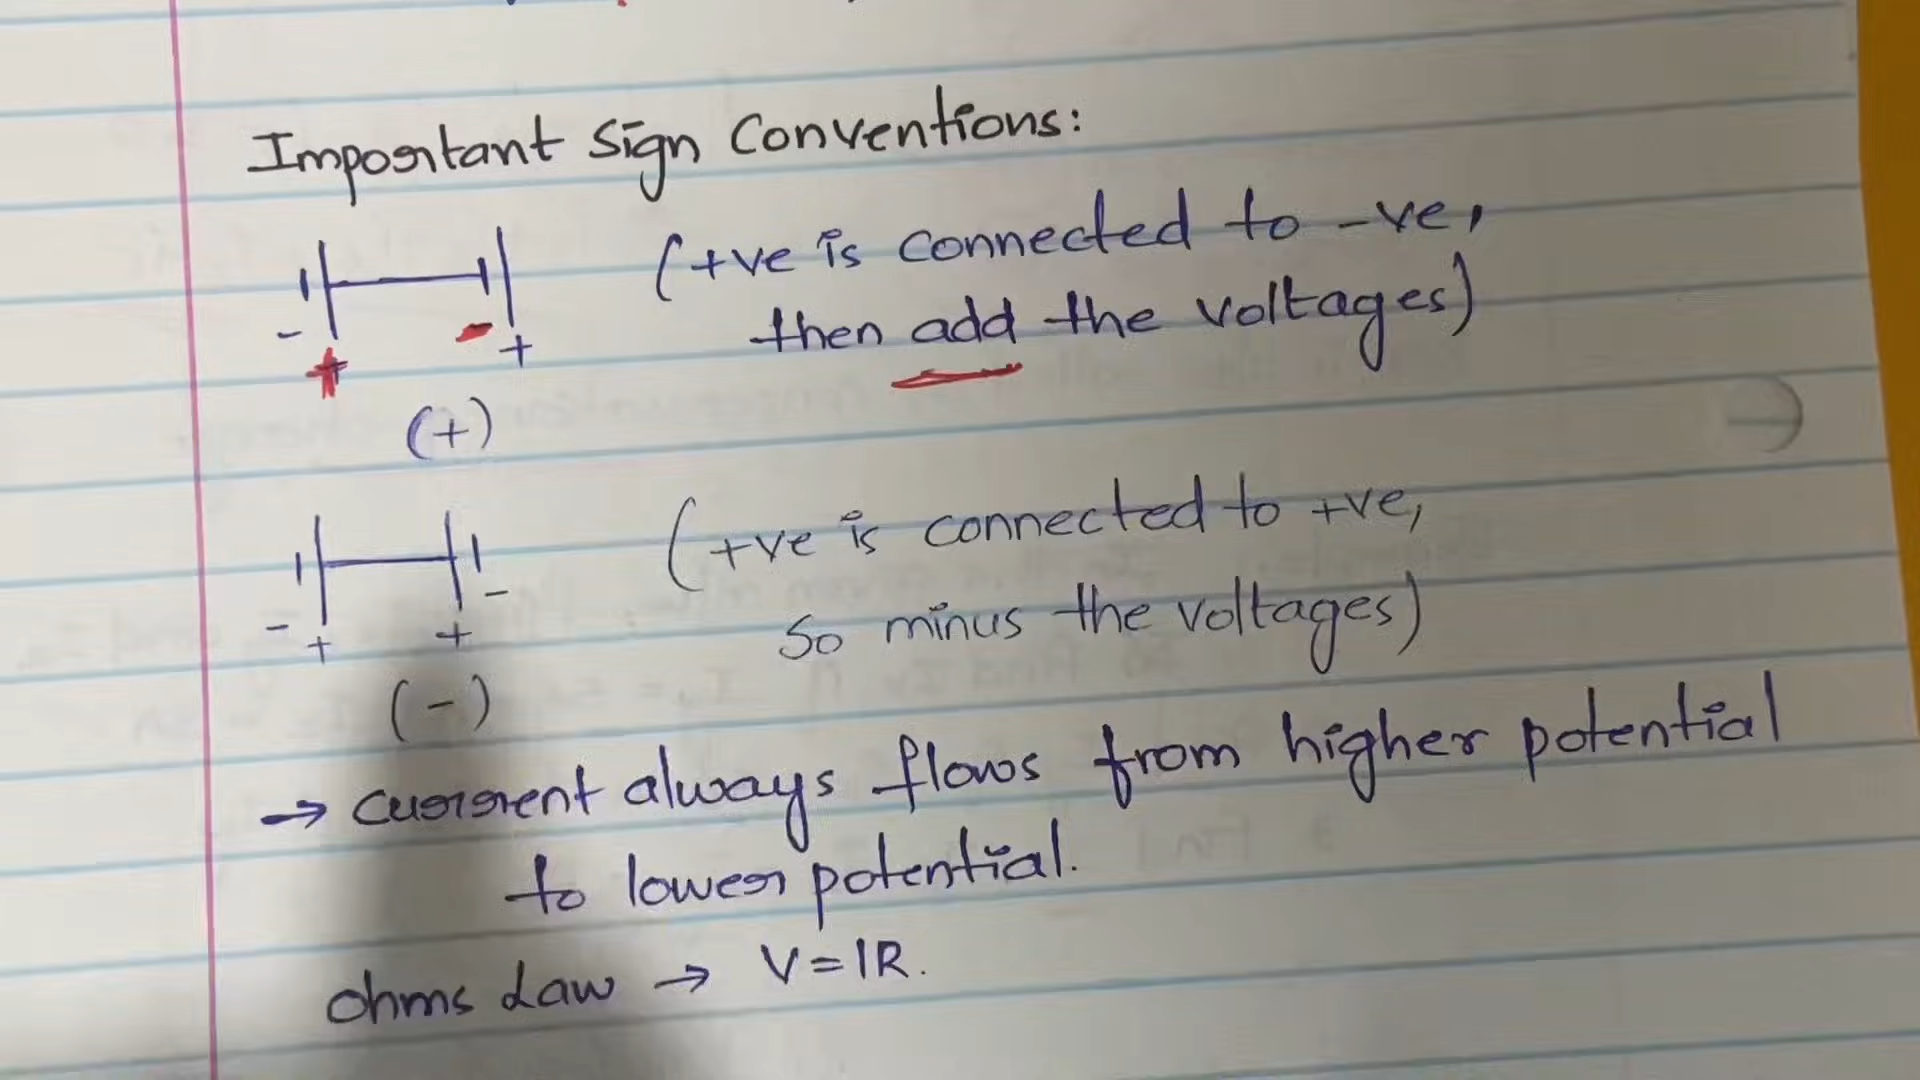 Important Sign Conventions:
(+ve is connected to -ve,
then add the voltages)
- + - +
(+)
(+ve is connected to +ve,
So minus the voltages)
- + + -
(-)
→ current always flows from higher potential
to lower potential.
ohms Law → V=IR.